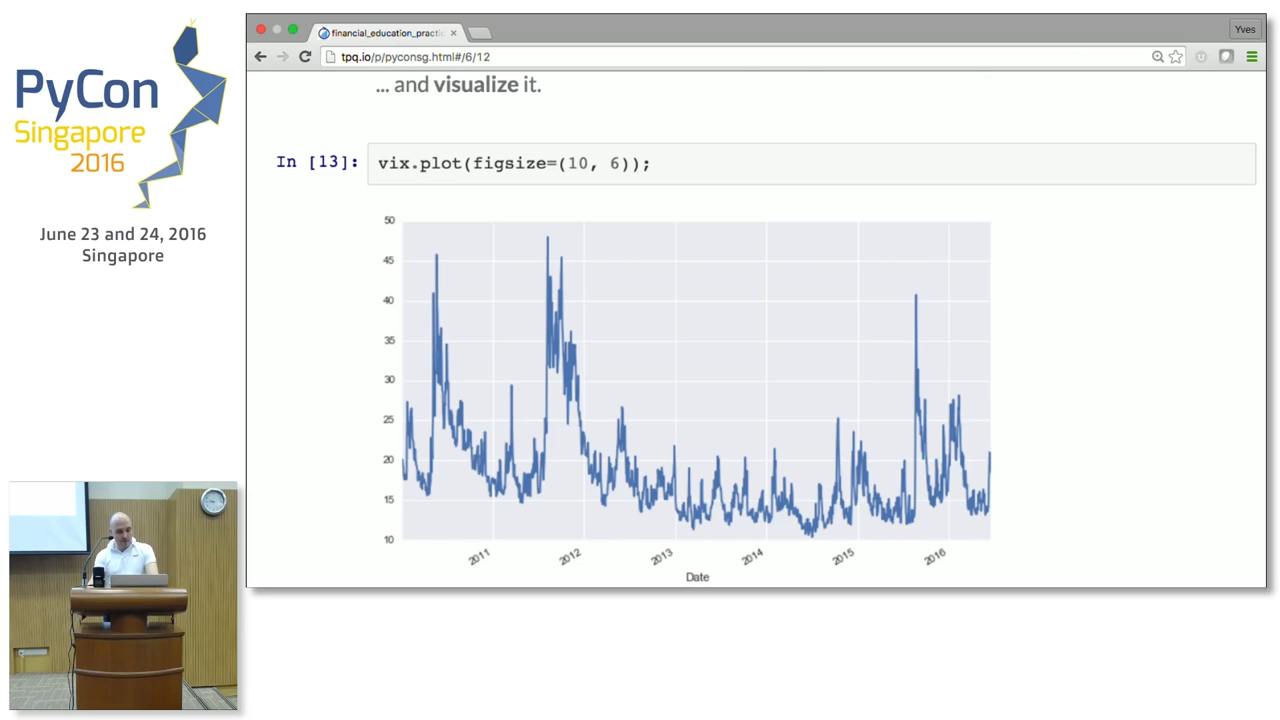 PyCon
Singapore
2016
June 23 and 24, 2016
Singapore
financial_education_practic
Yves
tpq.io/p/pyconsg.html#/6/12
... and visualize it.
In [13]:
vix.plot(figsize=(10, 6));
50
45
40
35
30
25
20
15
10
2011
2012
2013
2014
2015
2016
Date